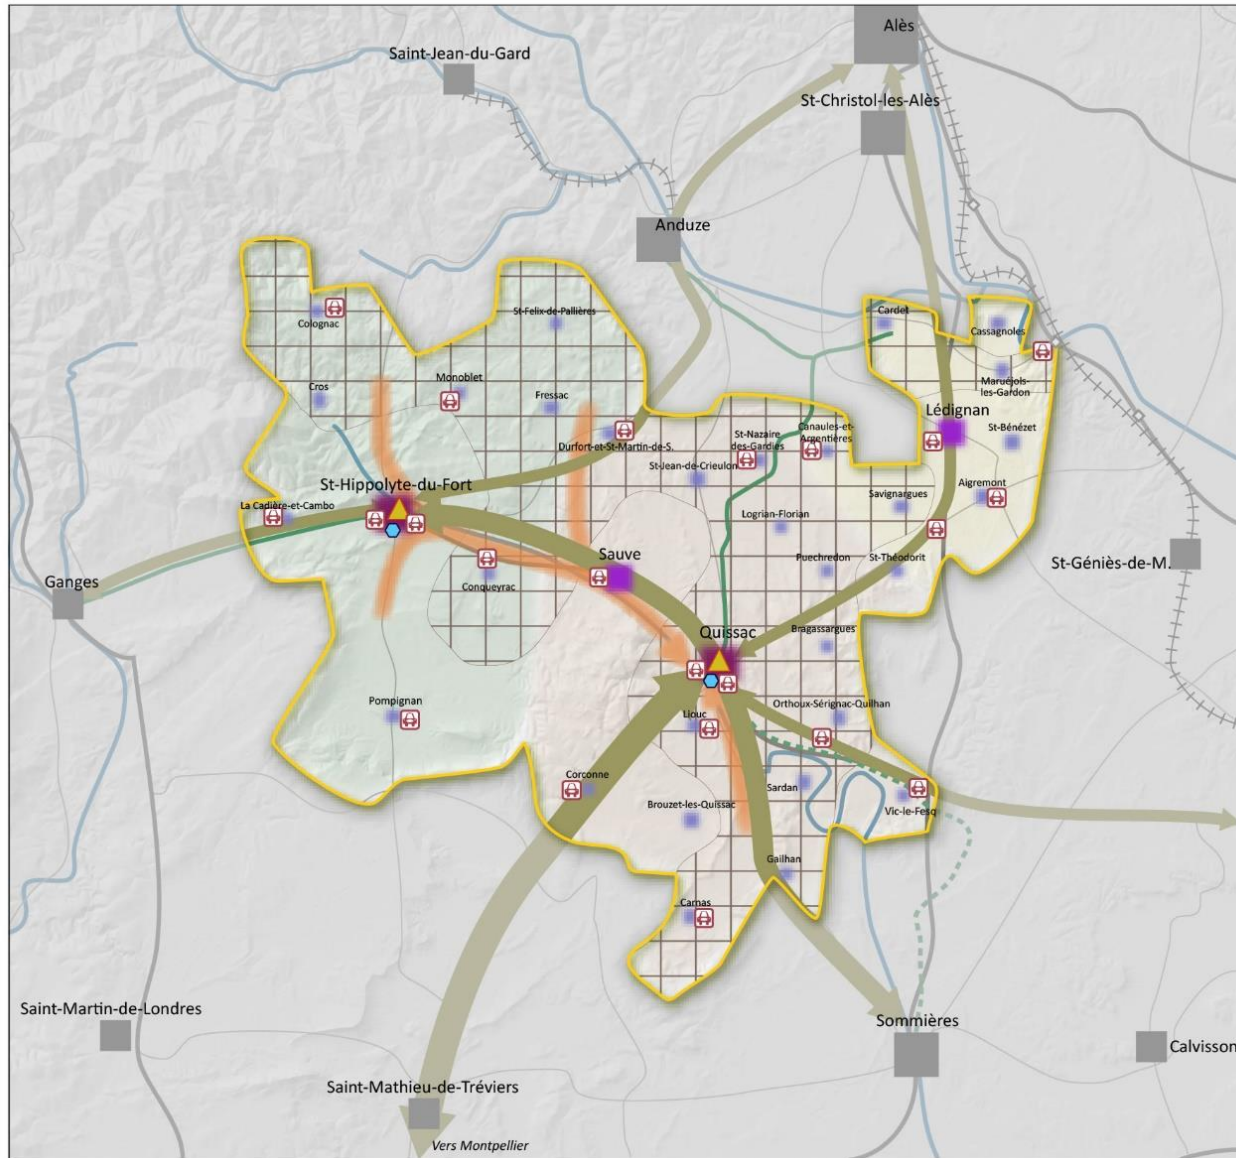 Alès
Saint-Jean-du-Gard
St-Christol-les-Alès
Anduze
St-Felix-de-Pallières
Colognac
Cardet
Cassagnoles
Monoblet
Cros
Fressac
Maruéjols-
les-Gardon
Lédignan
St-Nazaire
des-Gardies
Canaules-et-
Argentières
St-Bénézet
Durfort-et-St-Martin-de-S.
St-Jean-de-Crieulon
St-Hippolyte-du-Fort
Aigremont
Savignargues
La Cadière-et-Cambo
Logrian-Florian
Sauve
Puechredon
St-Théodorit
St-Géniès-de-M.
Ganges
Conqueyrac
Quissac
Bragassargues
Pompignan
Liouc
Orthoux-Sérignac-Quilhan
Corconne
Sardan
Brouzet-les-Quissac
Vic-le-Fesq
Gailhan
Carnas
Saint-Martin-de-Londres
Sommières
Calvisson
Saint-Mathieu-de-Tréviers
Vers Montpellier